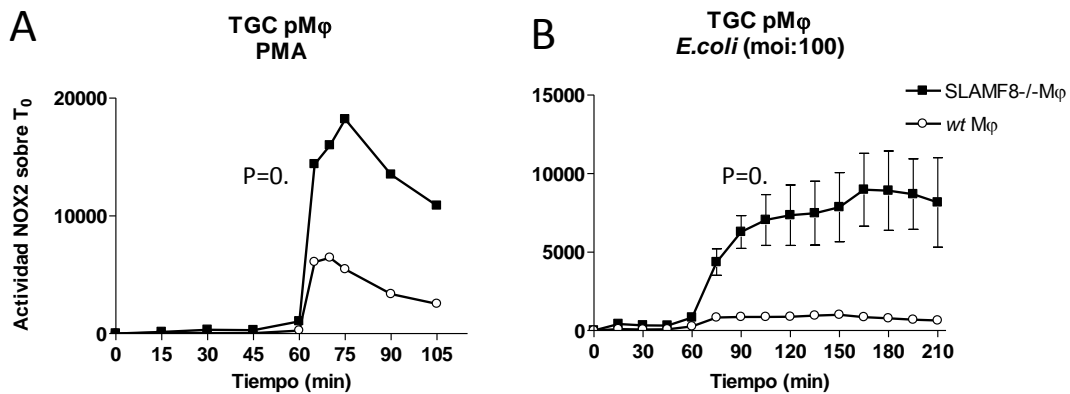 A
TGC pMφ
PMA
Actividad NOX2 sobre T0
20000
10000
0
P=0.
0 15 30 45 60 75 90 105
Tiempo (min)
B
TGC pMφ
E.coli (moi:100)
SLAMF8-/-Mφ
wt Mφ
15000
10000
5000
0
P=0.
0 30 60 90 120 150 180 210
Tiempo (min)